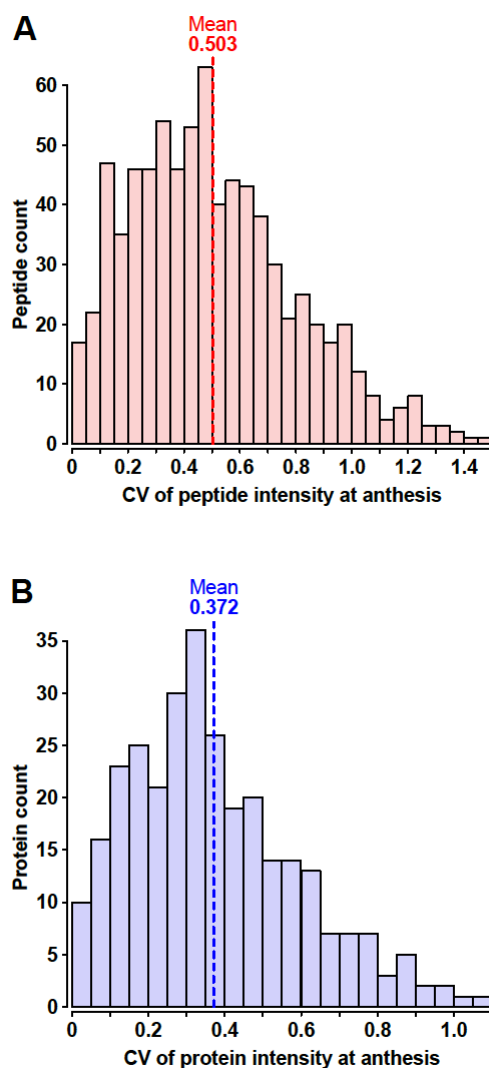 A
Mean
0.503
60
50
40
30
20
10
0
Peptide count
0 0.2 0.4 0.6 0.8 1.0 1.2 1.4
CV of peptide intensity at anthesis
B
Mean
0.372
35
30
25
20
15
10
5
0
Protein count
0 0.2 0.4 0.6 0.8 1.0
CV of protein intensity at anthesis